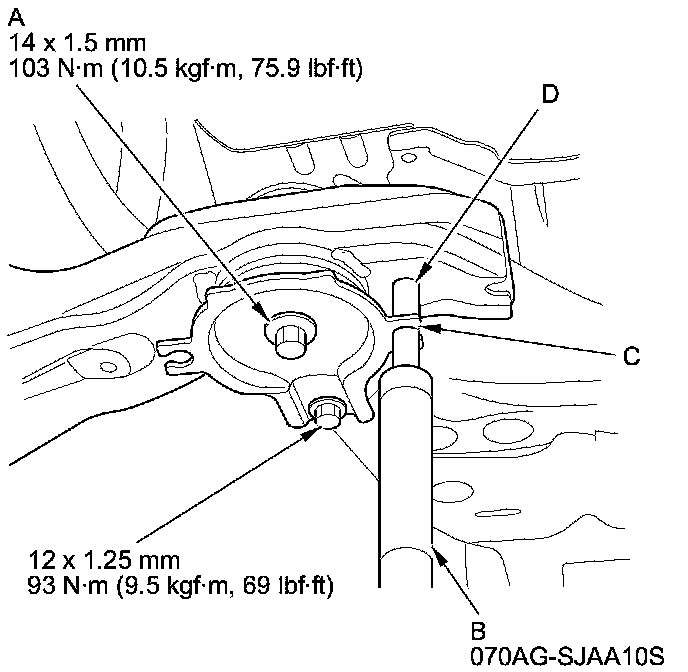 A
14 x 1.5 mm
103 N·m (10.5 kgf·m, 75.9 lbf·ft)
D
C
12 x 1.25 mm
93 N·m (9.5 kgf·m, 69 lbf·ft)
B
070AG-SJAA10S